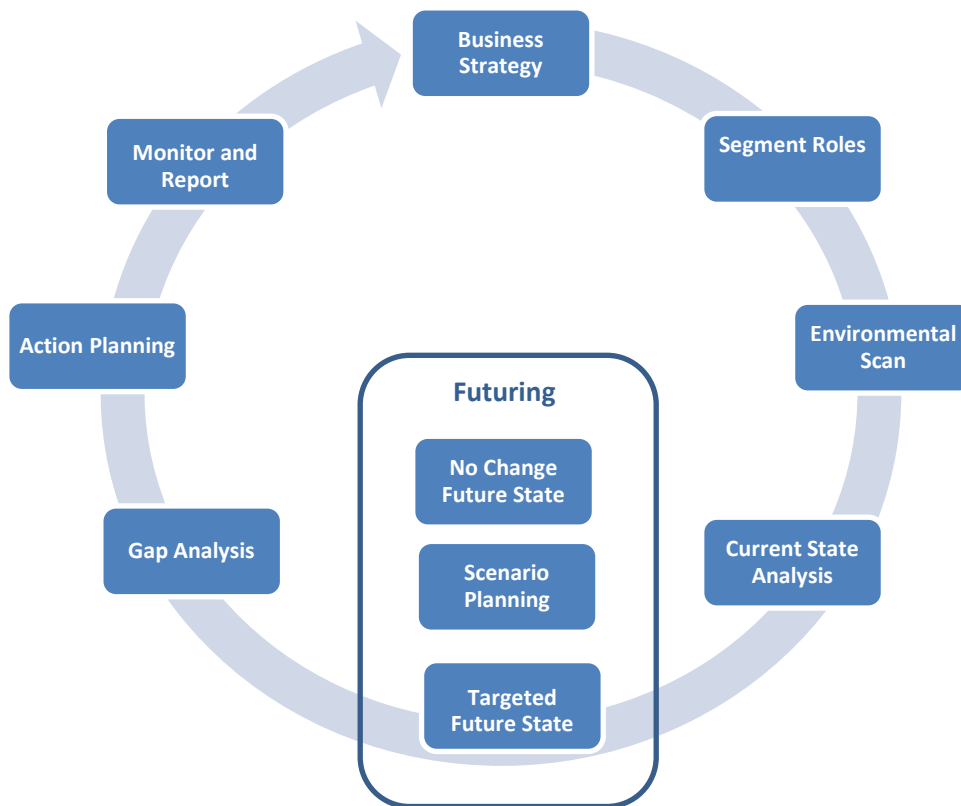 Business
Strategy
Segment Roles
Environmental
Scan
Current State
Analysis
Futuring
No Change
Future State
Scenario
Planning
Targeted
Future State
Gap Analysis
Action Planning
Monitor and
Report